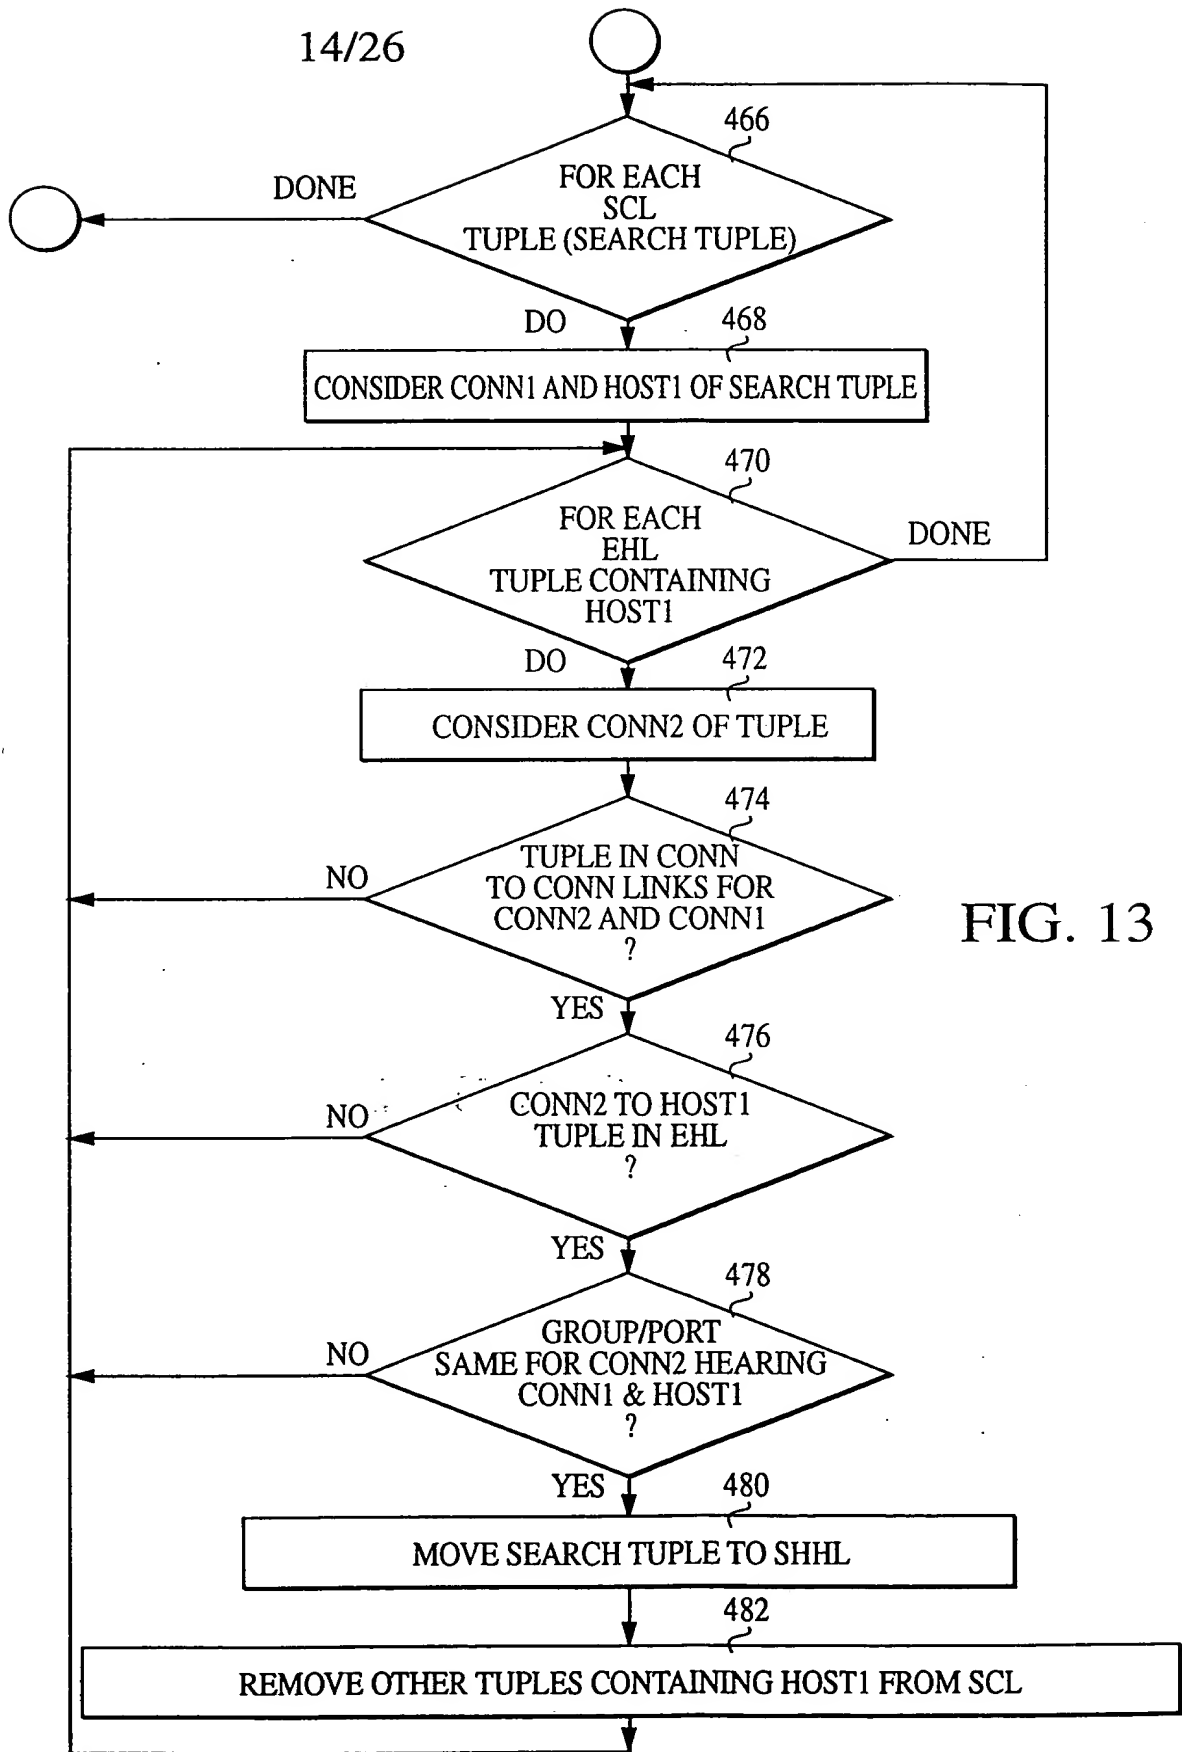 14/26
466
FOR EACH
SCL
TUPLE (SEARCH TUPLE)
DONE
DO
468
CONSIDER CONN1 AND HOST1 OF SEARCH TUPLE
470
FOR EACH
EHL
TUPLE CONTAINING
HOST1
DONE
DO
472
CONSIDER CONN2 OF TUPLE
474
TUPLE IN CONN
TO CONN LINKS FOR
CONN2 AND CONN1
?
NO
FIG. 13
YES
476
CONN2 TO HOST1
TUPLE IN EHL
?
NO
YES
478
GROUP/PORT
SAME FOR CONN2 HEARING
CONN1 & HOST1
?
NO
YES
480
MOVE SEARCH TUPLE TO SHHL
482
REMOVE OTHER TUPLES CONTAINING HOST1 FROM SCL